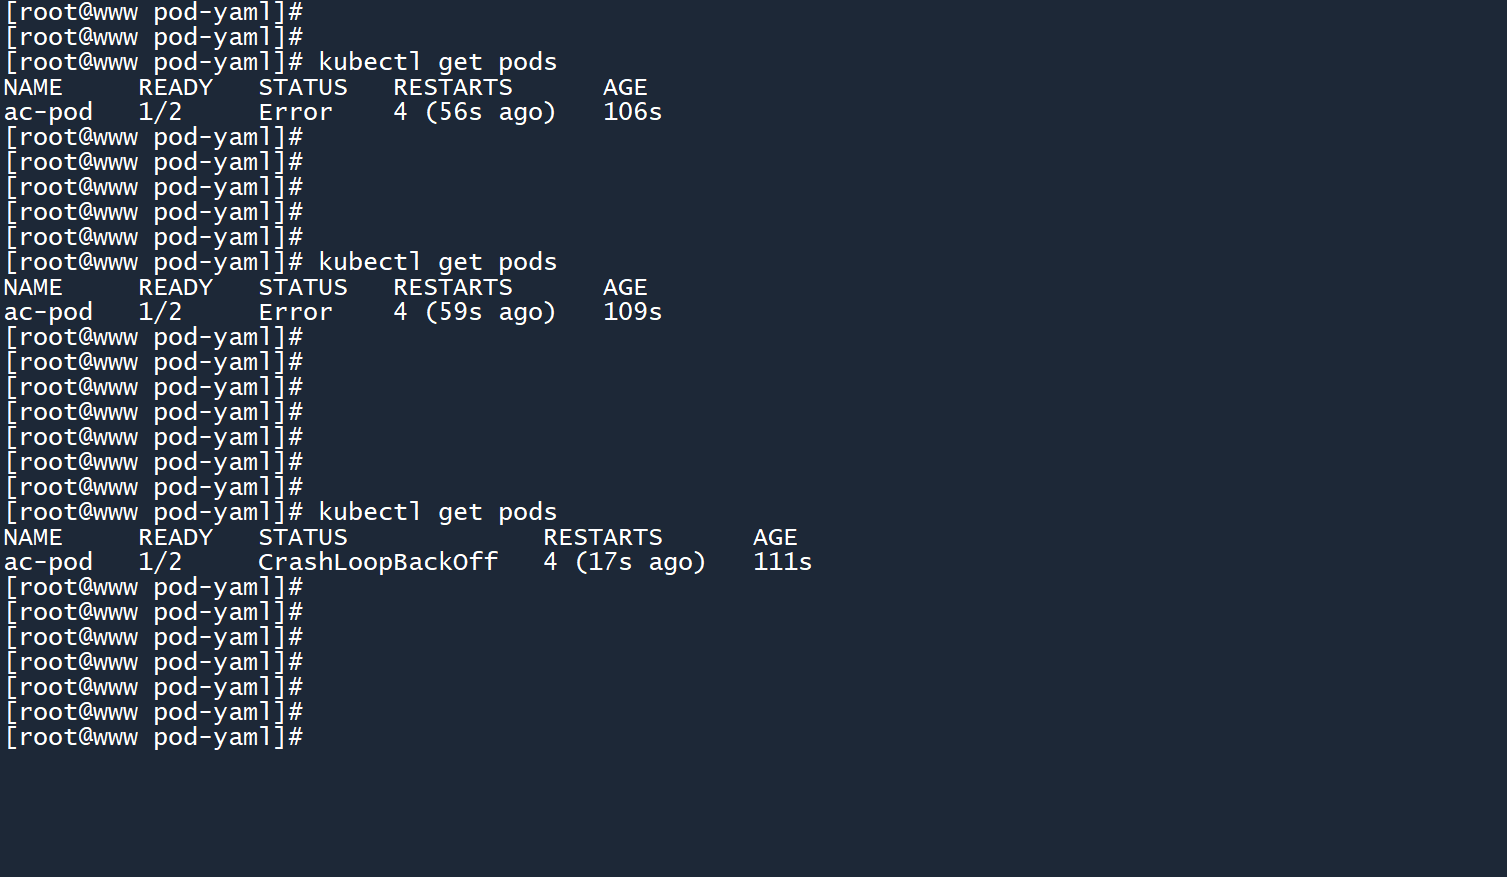 [root@www pod-yaml]#
[root@www pod-yaml]#
[root@www pod-yaml]# kubectl get pods
NAME     READY   STATUS   RESTARTS      AGE
ac-pod   1/2     Error    4 (56s ago)   106s
[root@www pod-yaml]#
[root@www pod-yaml]#
[root@www pod-yaml]#
[root@www pod-yaml]#
[root@www pod-yaml]#
[root@www pod-yaml]# kubectl get pods
NAME     READY   STATUS   RESTARTS      AGE
ac-pod   1/2     Error    4 (59s ago)   109s
[root@www pod-yaml]#
[root@www pod-yaml]#
[root@www pod-yaml]#
[root@www pod-yaml]#
[root@www pod-yaml]#
[root@www pod-yaml]#
[root@www pod-yaml]#
[root@www pod-yaml]# kubectl get pods
NAME     READY   STATUS             RESTARTS      AGE
ac-pod   1/2     CrashLoopBackOff   4 (17s ago)   111s
[root@www pod-yaml]#
[root@www pod-yaml]#
[root@www pod-yaml]#
[root@www pod-yaml]#
[root@www pod-yaml]#
[root@www pod-yaml]#
[root@www pod-yaml]#